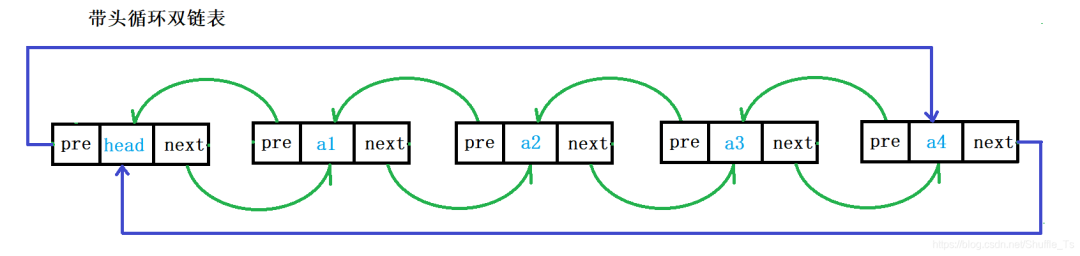 带头循环双链表
pre head next pre a1 next pre a2 next pre a3 next pre a4 next
https://blog.csdn.net/Shuffle_Ts